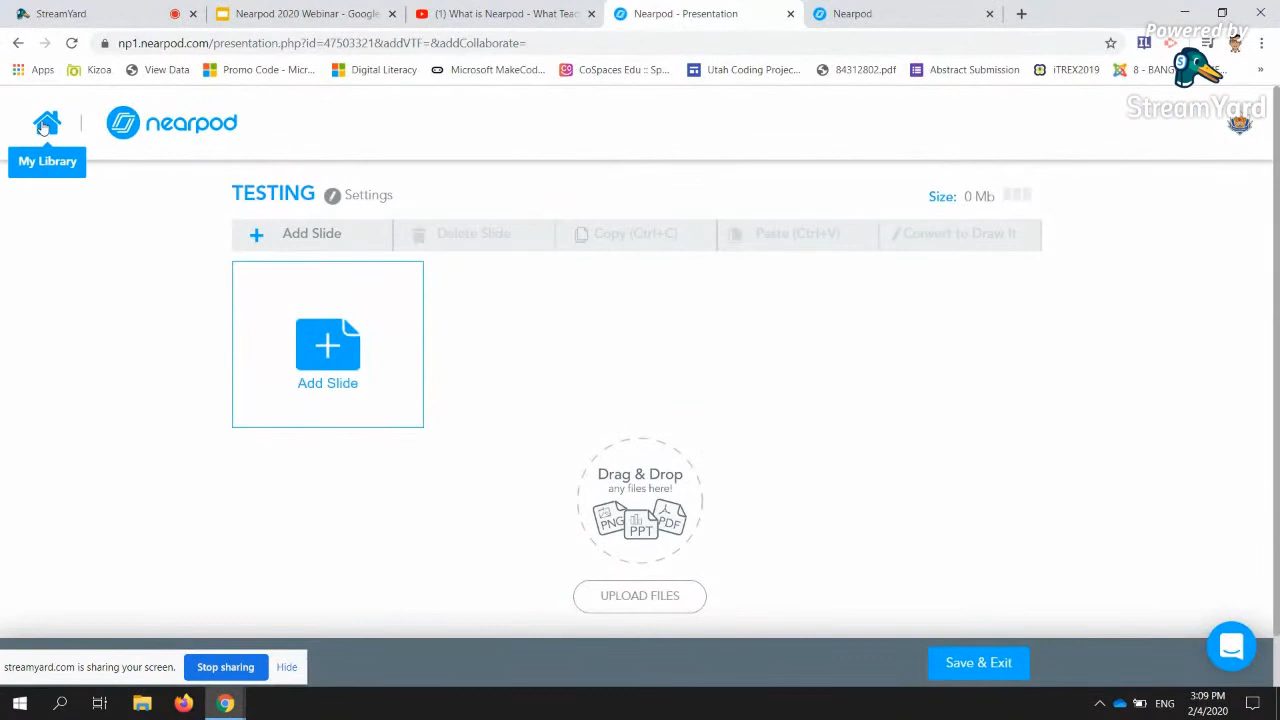 StreamYard
Nearpod 2020 Webinar - Google
(1) What is Nearpod - What Teac
Nearpod - Presentation
Nearpod
Powered by
np1.nearpod.com/presentation.php?id=47503321&addVTF=&addCollaborate=
Apps
Kizoa
View Data
Promo Code - Mic...
Digital Literacy
Microsoft MakeCod...
CoSpaces Edu :: Sp...
Utah Coding Projec...
84312802.pdf
Abstract Submission
iTREX2019
8 - BANG
StreamYard
nearpod
My Library
TESTING
Settings
Size: 0 Mb
Add Slide
Delete Slide
Copy (Ctrl+C)
Paste (Ctrl+V)
Convert to Draw It
Add Slide
Drag & Drop
any files here!
PNG
PPT
PDF
UPLOAD FILES
Save & Exit
streamyard.com is sharing your screen.
Stop sharing
Hide
ENG
3:09 PM
2/4/2020